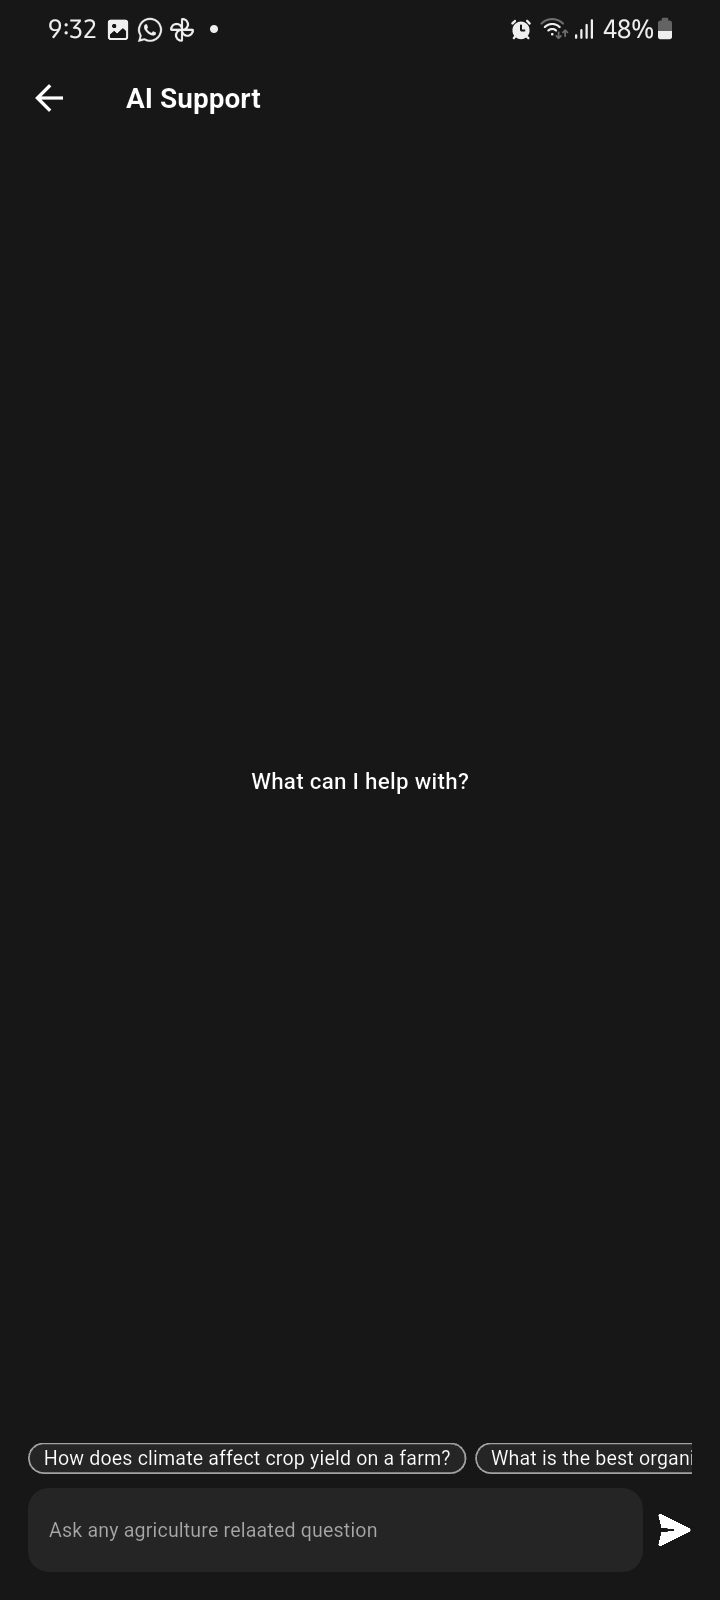 9:32 48%
AI Support
What can I help with?
How does climate affect crop yield on a farm? What is the best organi
Ask any agriculture relaated question